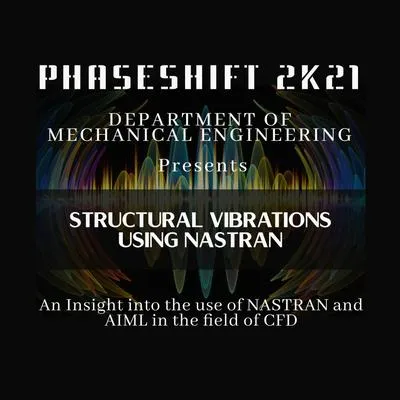 PHASESHIFT 2K21
DEPARTMENT OF
MECHANICAL ENGINEERING
Presents
STRUCTURAL VIBRATIONS
USING NASTRAN
An Insight into the use of NASTRAN and
AIML in the field of CFD